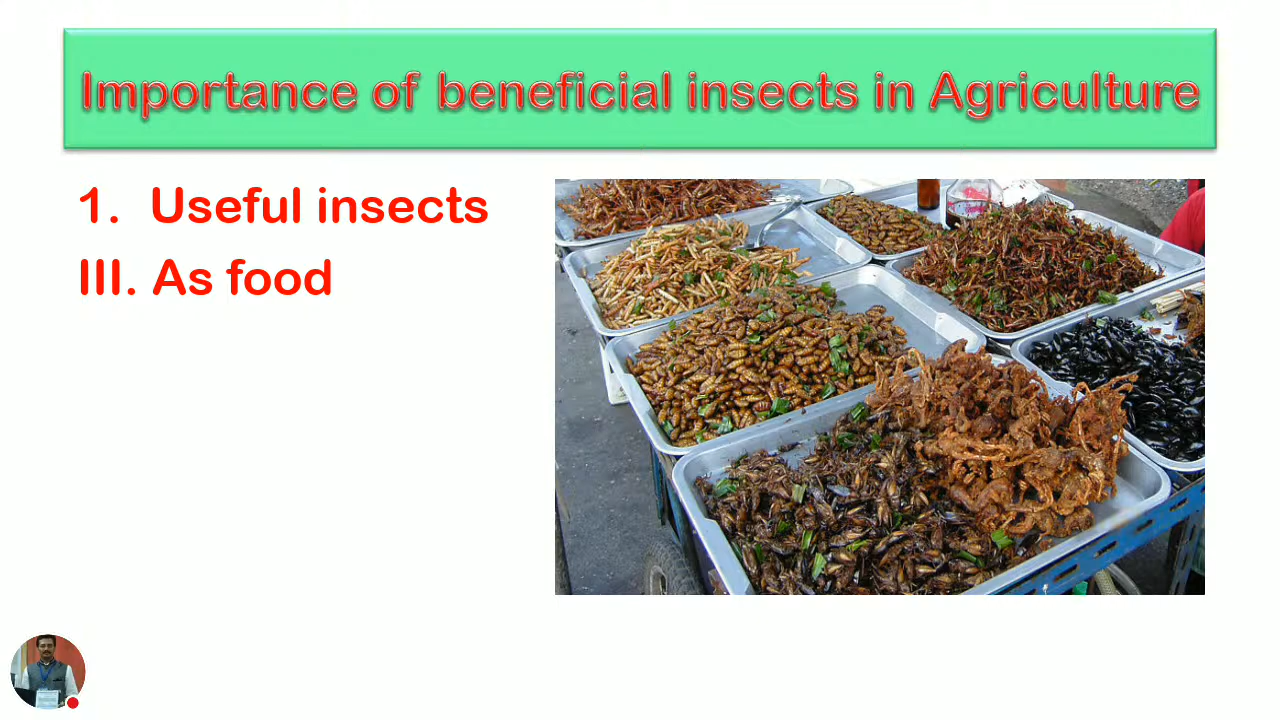 Importance of beneficial insects in Agriculture
1. Useful insects
III. As food